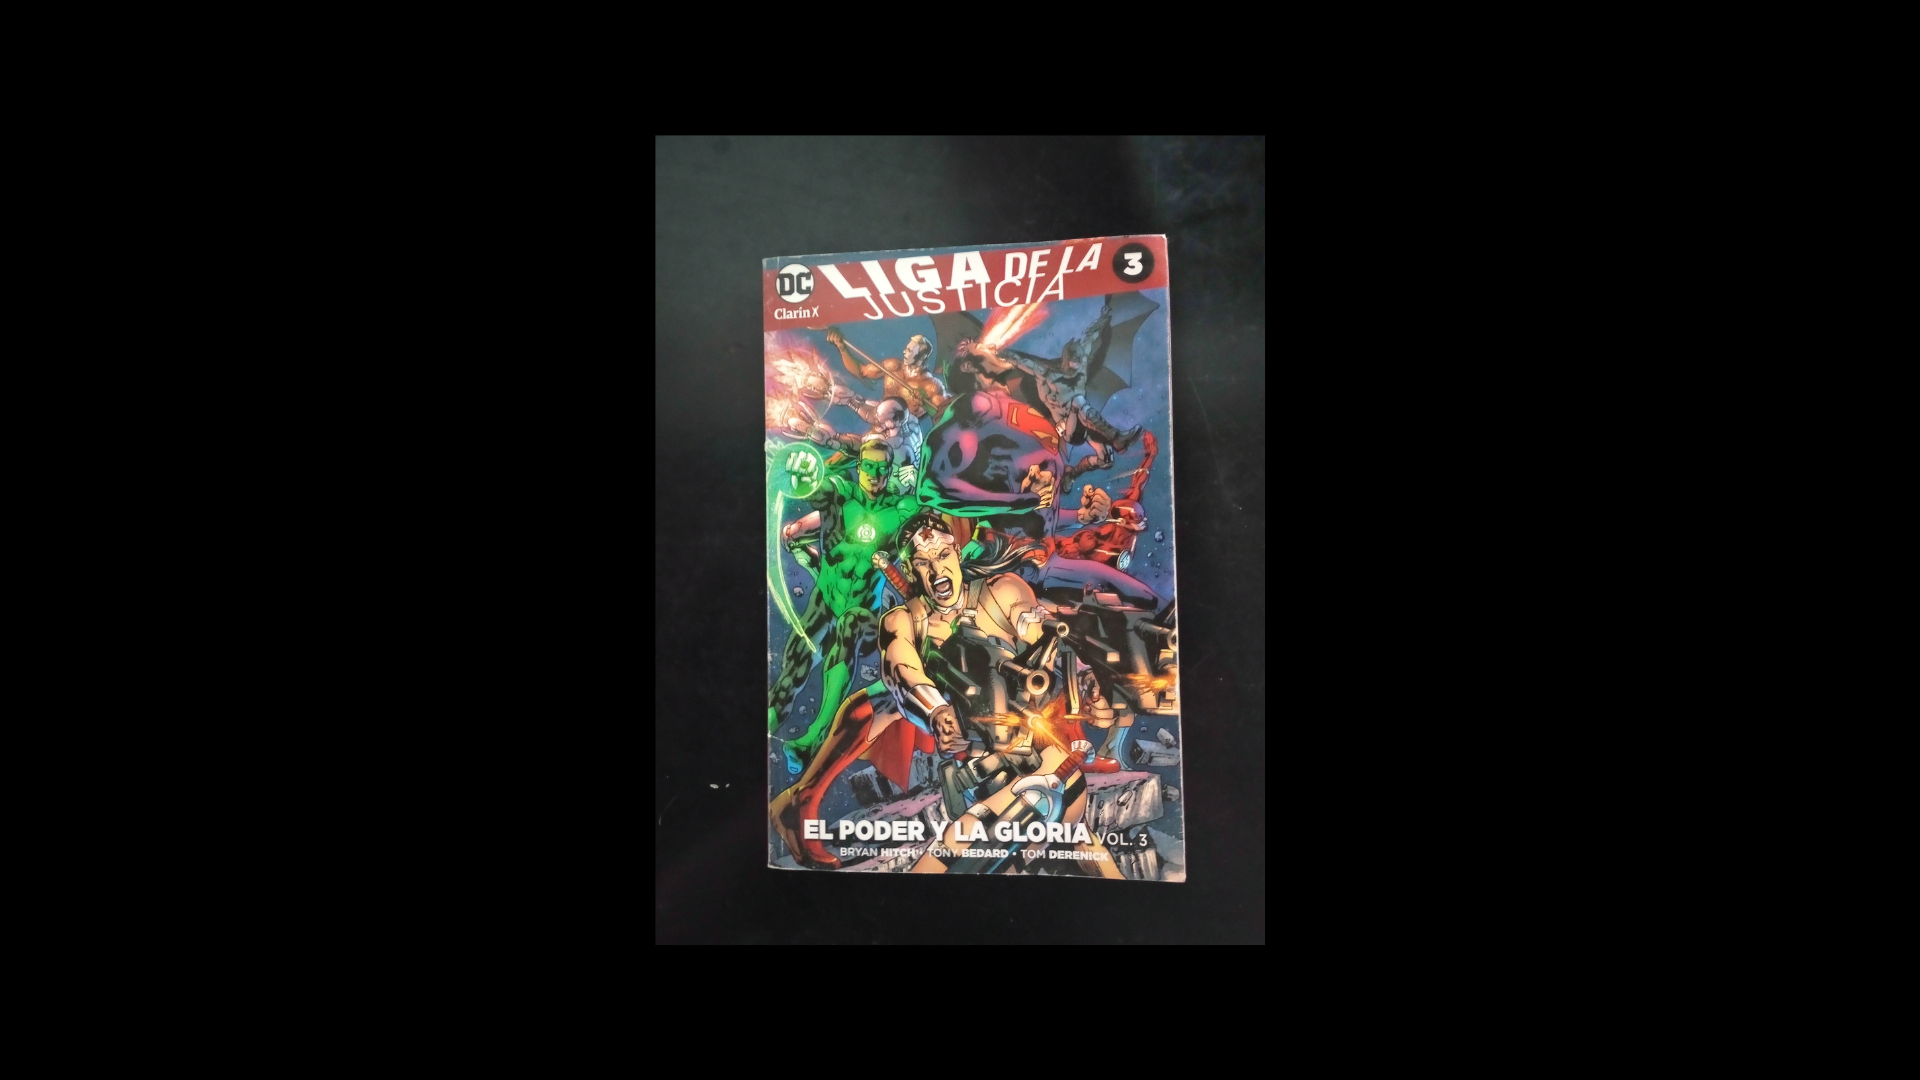 DC
LIGA DE LA
JUSTICIA
3
Clarín X
EL PODER Y LA GLORIA VOL. 3
BRYAN HITCH • TONY BEDARD • TOM DERENICK